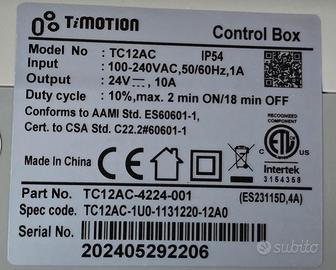 TiMOTION Control Box
Model No : TC12AC IP54
Input : 100-240VAC,50/60Hz,1A
Output : 24V⎓, 10A
Duty cycle : 10%,max. 2 min ON/18 min OFF
Conforms to AAMI Std. ES60601-1,
Cert. to CSA Std. C22.2#60601-1
Made In China
CE
ETL
Intertek
3154358
Part No. TC12AC-4224-001 (ES23115D,4A)
Spec code. TC12AC-1U0-1131220-12A0
Serial No.
202405292206
subito